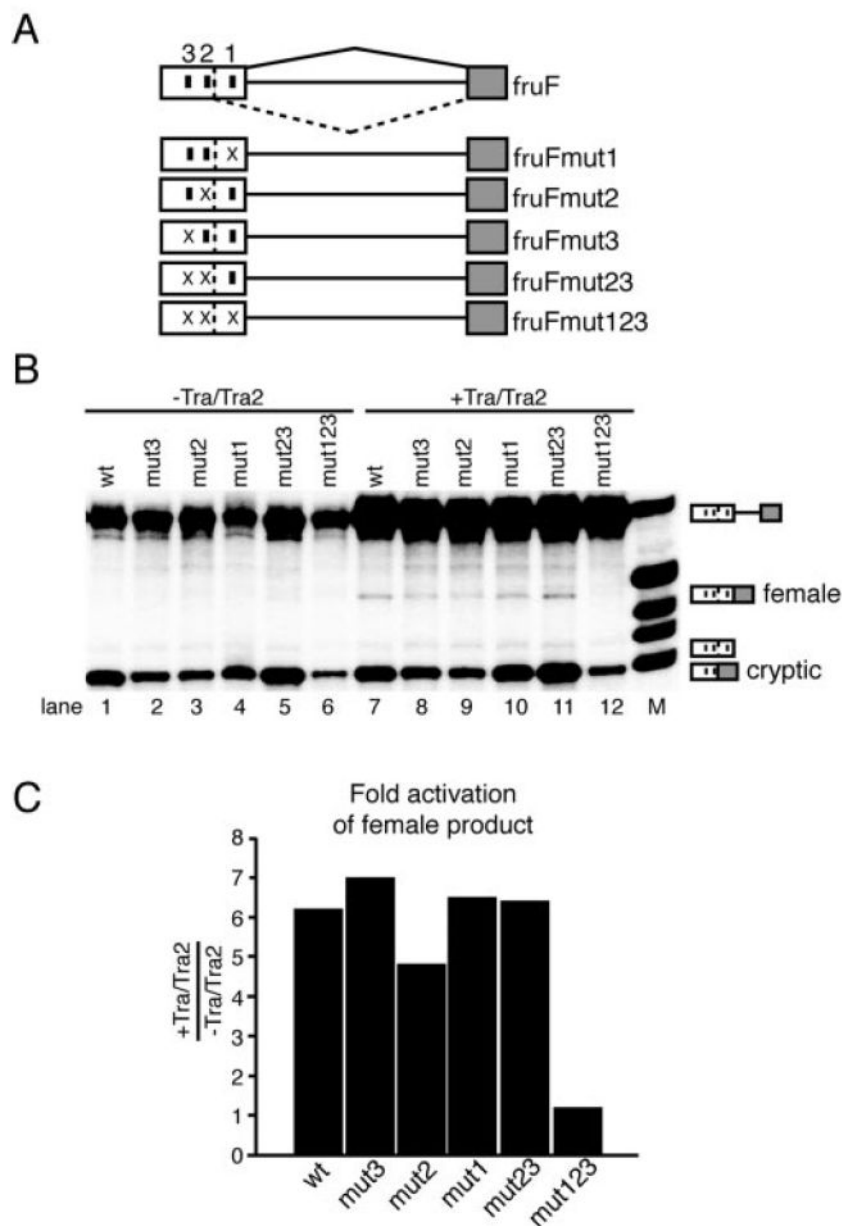 A
3 2 1
fruF
X fruFmut1
X fruFmut2
X fruFmut3
X X fruFmut23
X X X fruFmut123
B
-Tra/Tra2 +Tra/Tra2
wt mut3 mut2 mut1 mut23 mut123 wt mut3 mut2 mut1 mut23 mut123
female
cryptic
lane 1 2 3 4 5 6 7 8 9 10 11 12 M
C
Fold activation
of female product
+Tra/Tra2
-Tra/Tra2
8
7
6
5
4
3
2
1
0
wt mut3 mut2 mut1 mut23 mut123